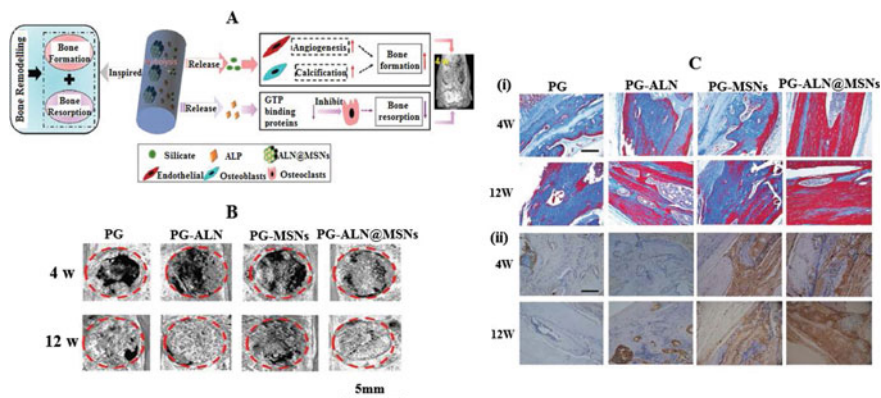 A
Bone Remodelling
Bone
Formation
+
Bone
Resorption
Inspired
Release
Release
Angiogenesis
Calcification
Bone
formation
GTP
binding
proteins
Inhibit
Bone
resorption
Silicate
ALP
ALN@MSNs
Endothelial
Osteoblasts
Osteoclasts
B
PG
PG-ALN
PG-MSNs
PG-ALN@MSNs
4 w
12 w
5mm
C
(i)
PG
PG-ALN
PG-MSNs
PG-ALN@MSNs
4W
12W
(ii)
4W
12W